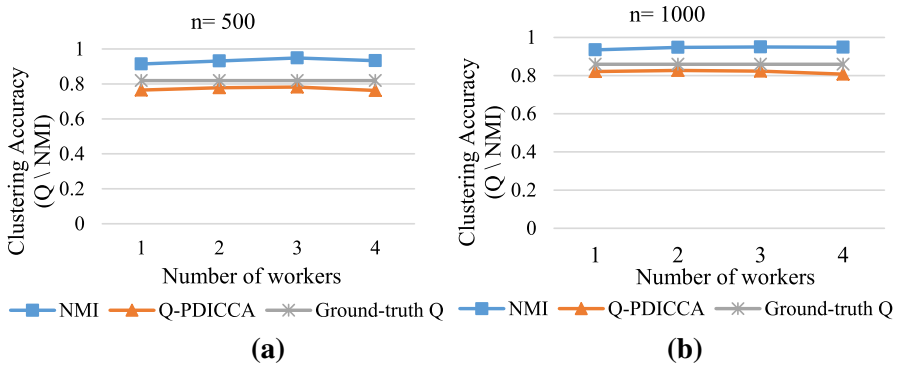 n= 500
1
0.8
0.6
0.4
0.2
0
Clustering Accuracy
(Q \ NMI)
1 2 3 4
Number of workers
NMI Q-PDICCA Ground-truth Q
(a)
n= 1000
1
0.8
0.6
0.4
0.2
0
Clustering Accuracy
(Q \ NMI)
1 2 3 4
Number of workers
NMI Q-PDICCA Ground-truth Q
(b)